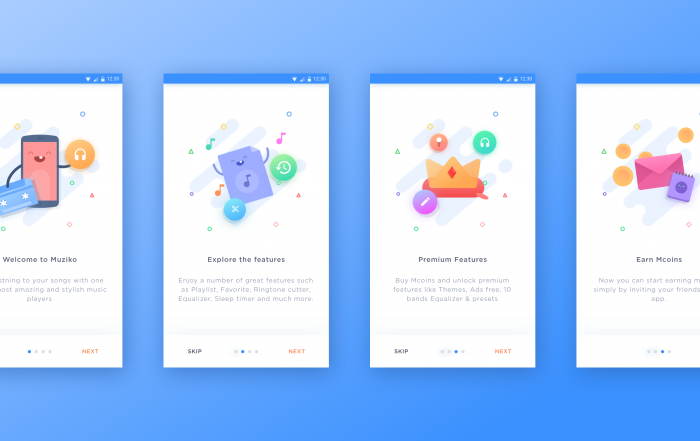 12:30
Welcome to Muziko
to your songs with one
amazing and stylish music
players
NEXT
12:30
Explore the features
Enjoy a number of great features such
as Playlist, Favorite, Ringtone cutter,
Equalizer, Sleep timer and much more.
SKIP
NEXT
12:30
Premium Features
Buy Mcoins and unlock premium
features like Themes, Ads free, 10
bands Equalizer & presets
SKIP
NEXT
Earn Mcoins
Now you can start earning
simply by inviting your
app.
SKIP